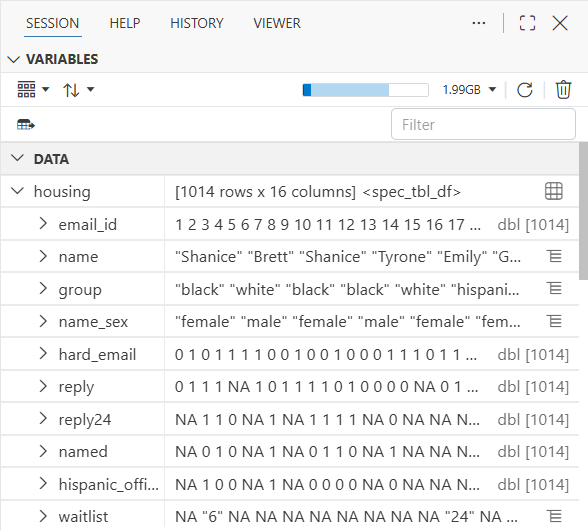 SESSION HELP HISTORY VIEWER
VARIABLES
1.99GB
Filter
DATA
housing [1014 rows x 16 columns] <spec_tbl_df>
email_id 1 2 3 4 5 6 7 8 9 10 11 12 13 14 15 16 17 ... dbl [1014]
name "Shanice" "Brett" "Shanice" "Tyrone" "Emily" "G...
group "black" "white" "black" "black" "white" "hispani...
name_sex "female" "male" "female" "male" "female" "fem...
hard_email 0 1 0 1 1 1 1 0 0 1 0 0 1 0 0 0 1 1 1 0 1 1 ... dbl [1014]
reply 0 1 1 1 NA 1 0 1 1 1 1 0 1 0 0 0 0 NA 0 1 ... dbl [1014]
reply24 NA 1 1 0 NA 1 NA 1 1 1 1 NA 0 NA NA N... dbl [1014]
named NA 0 1 0 NA 1 NA 0 1 1 0 NA 1 NA NA N... dbl [1014]
hispanic_offi... NA 1 0 0 NA 1 NA 0 0 0 0 NA 0 NA NA N... dbl [1014]
waitlist NA "6" NA NA NA NA NA NA NA NA "24" NA ...